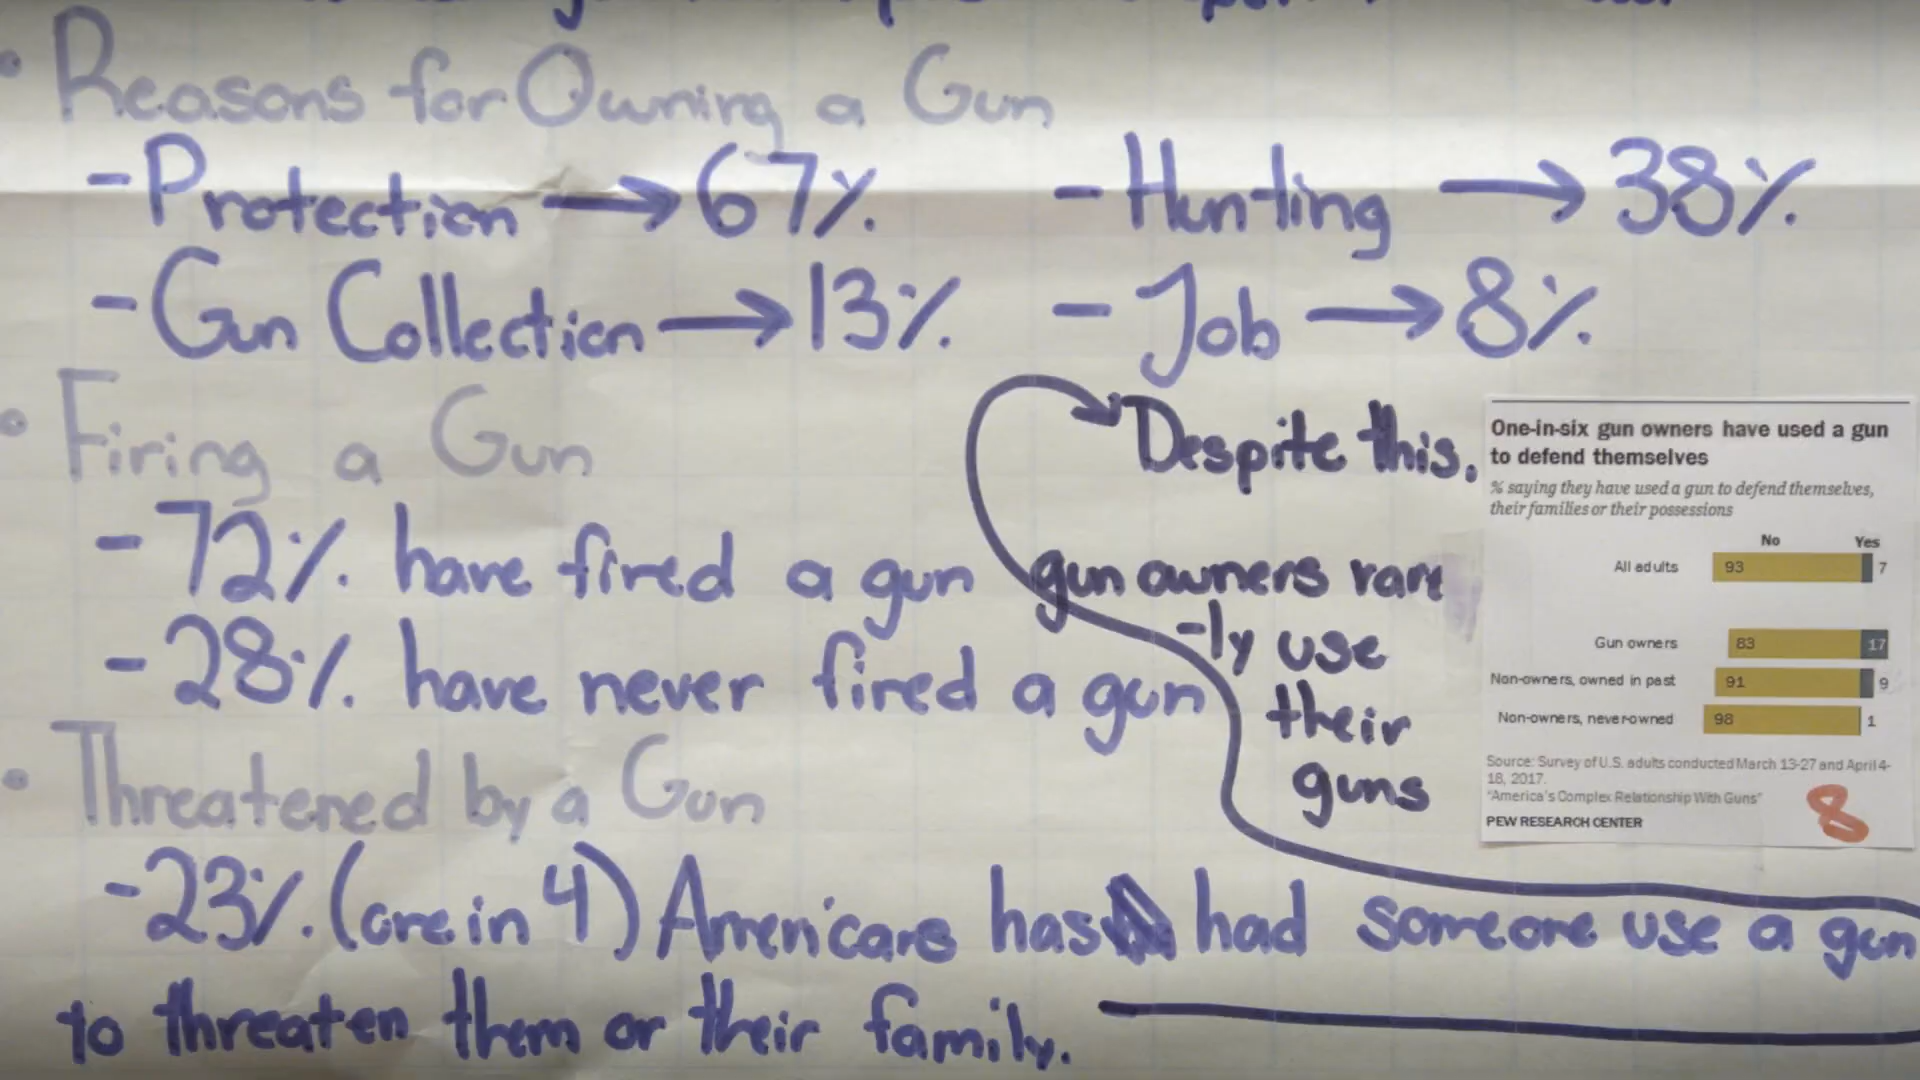 • Reasons for Owning a Gun
- Protection → 67%
- Hunting → 38%
- Gun Collection → 13%
- Job → 8%
• Firing a Gun
- 72% have fired a gun
- 28% have never fired a gun
Despite this,
gun owners rare
-ly use
their
guns
One-in-six gun owners have used a gun
to defend themselves
% saying they have used a gun to defend themselves,
their families or their possessions
No Yes
All adults 93 7
Gun owners 83 17
Non-owners, owned in past 91 9
Non-owners, never owned 98 1
Source: Survey of U.S. adults conducted March 13-27 and April 4-
18, 2017.
"America's Complex Relationship With Guns"
PEW RESEARCH CENTER
8
• Threatened by a Gun
- 23% (one in 4) Americans has had someone use a gun
to threaten them or their family.